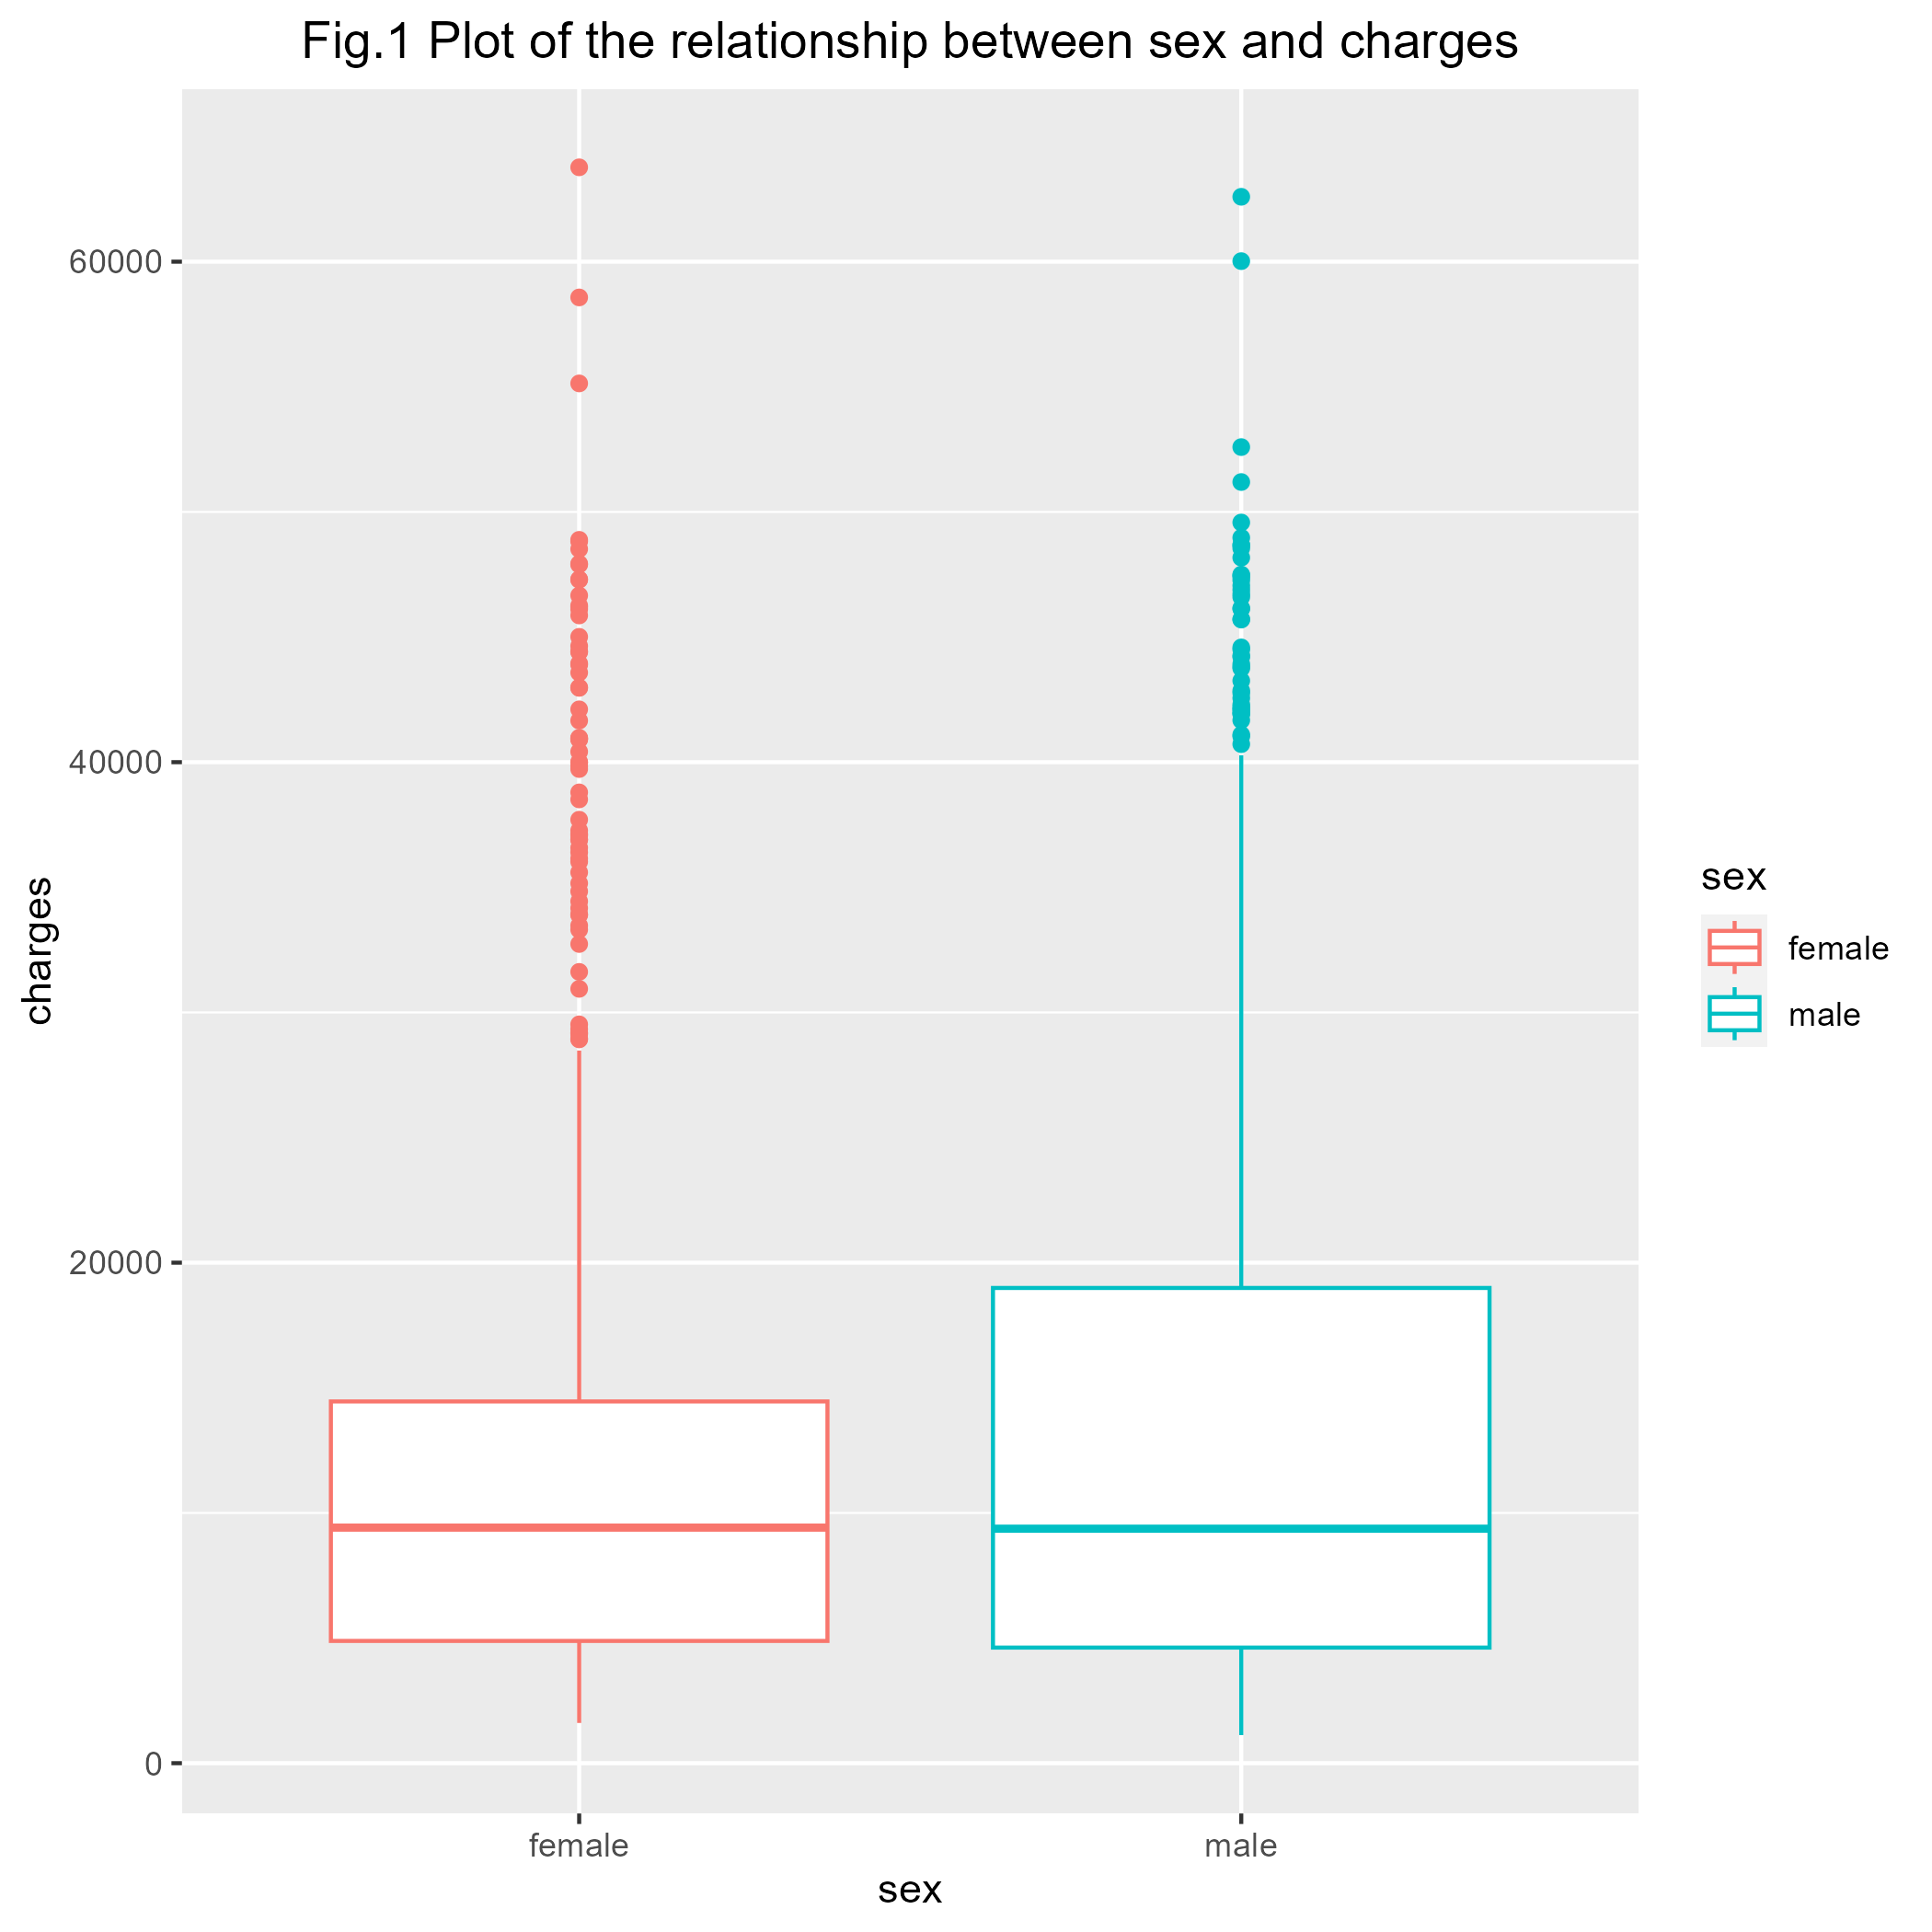 Fig.1 Plot of the relationship between sex and charges
60000
40000
20000
0
charges
female
male
sex
sex
female
male